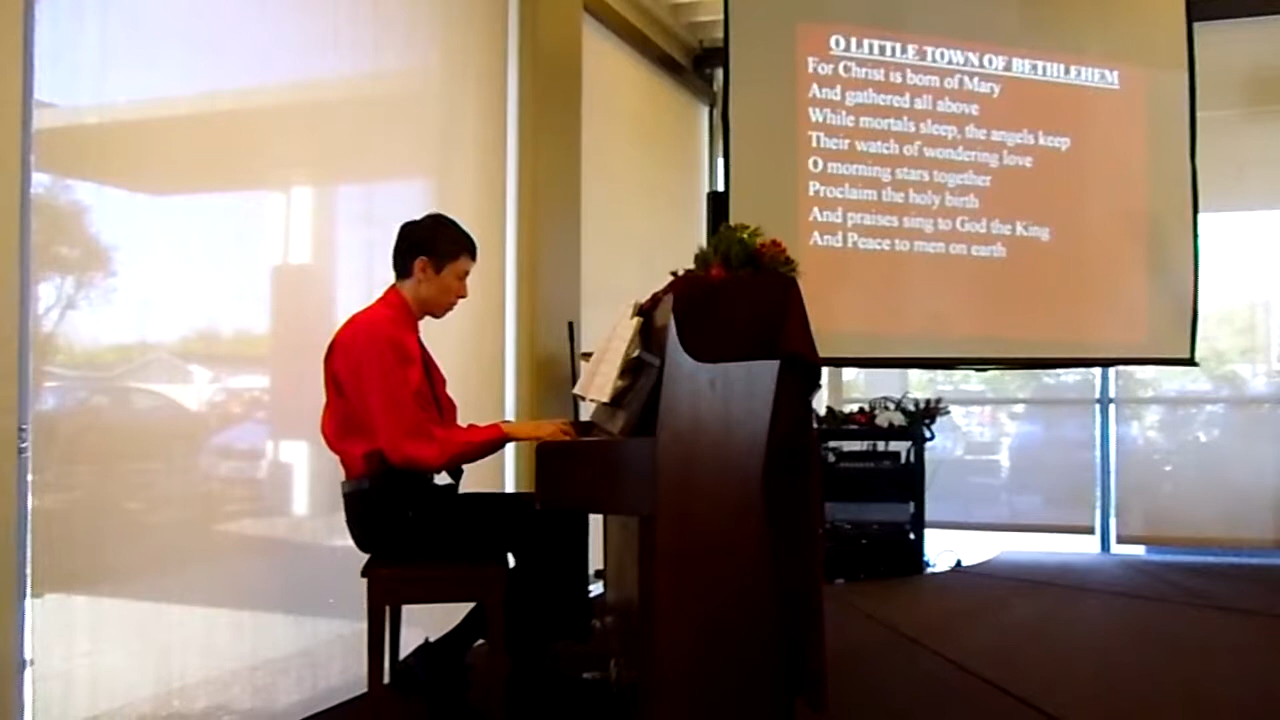 O LITTLE TOWN OF BETHLEHEM
For Christ is born of Mary
And gathered all above
While mortals sleep, the angels keep
Their watch of wondering love
O morning stars together
Proclaim the holy birth
And praises sing to God the King
And Peace to men on earth